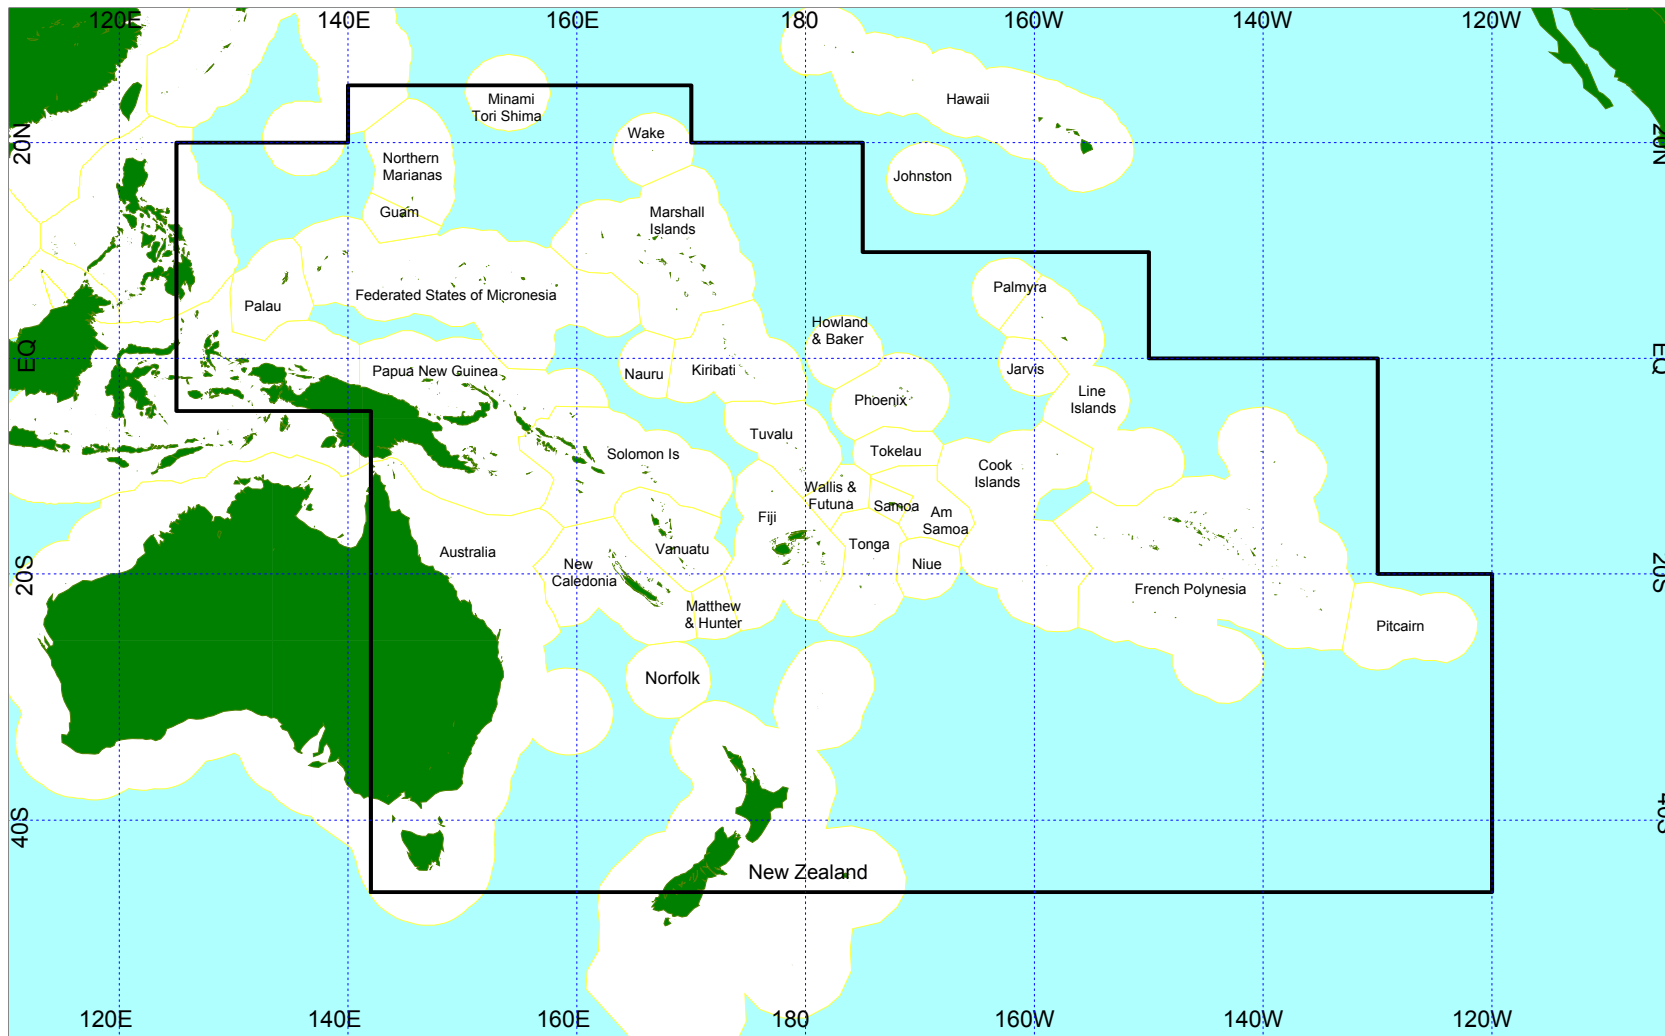 120E
140E
160E
180
160W
140W
120W
Minami
Tori Shima
Hawaii
Wake
20N
20N
Northern
Marianas
Johnston
Guam
Marshall
Islands
Palau
Federated States of Micronesia
Palmyra
Howland
& Baker
EQ
EQ
Papua New Guinea
Nauru
Kiribati
Jarvis
Phoenix
Line
Islands
Tuvalu
Solomon Is
Tokelau
Cook
Islands
Wallis &
Futuna
Samoa
Fiji
Am
Samoa
Australia
Vanuatu
Tonga
New
Caledonia
Niue
20S
20S
French Polynesia
Matthew
& Hunter
Pitcairn
Norfolk
40S
40S
New Zealand
120E
140E
160E
180
160W
140W
120W